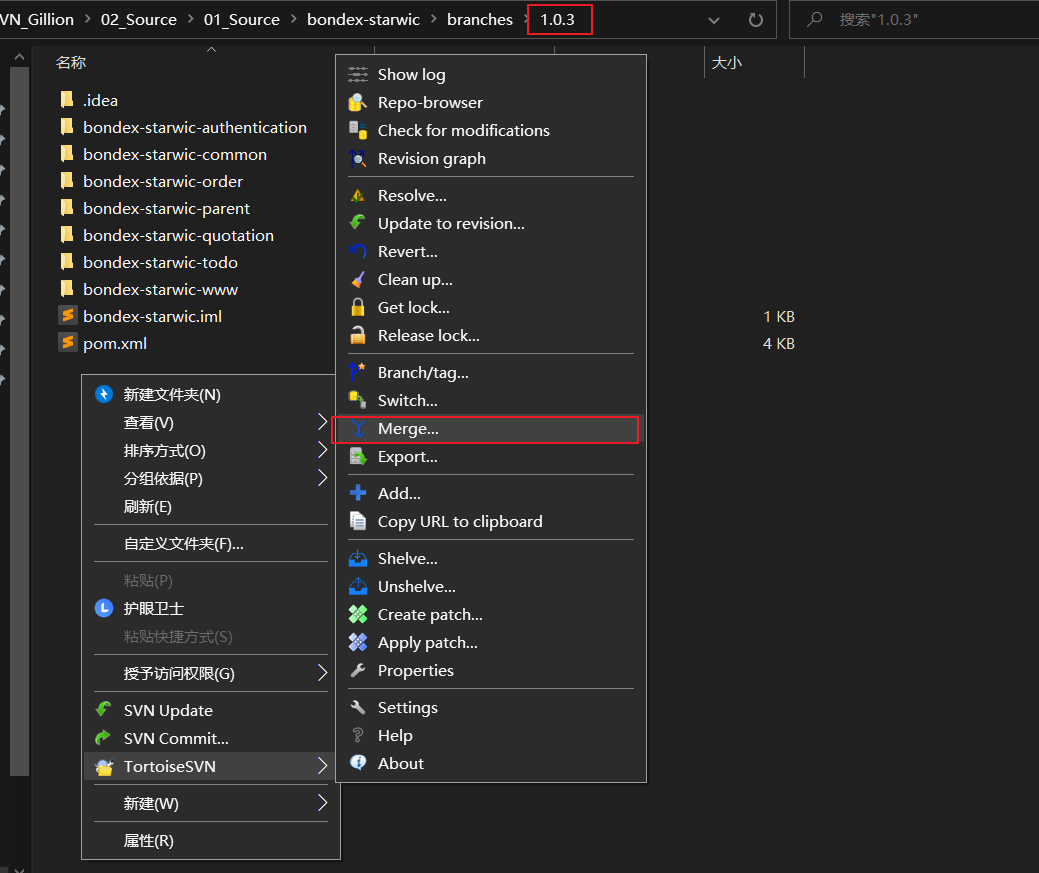 VN_Gillion > 02_Source > 01_Source > bondex-starwic > branches > 1.0.3
搜索"1.0.3"
名称
大小
.idea
bondex-starwic-authentication
bondex-starwic-common
bondex-starwic-order
bondex-starwic-parent
bondex-starwic-quotation
bondex-starwic-todo
bondex-starwic-www
bondex-starwic.iml
1 KB
pom.xml
4 KB
新建文件夹(N)
查看(V)
排序方式(O)
分组依据(P)
刷新(E)
自定义文件夹(F)...
粘贴(P)
护眼卫士
粘贴快捷方式(S)
授予访问权限(G)
SVN Update
SVN Commit...
TortoiseSVN
新建(W)
属性(R)
Show log
Repo-browser
Check for modifications
Revision graph
Resolve...
Update to revision...
Revert...
Clean up...
Get lock...
Release lock...
Branch/tag...
Switch...
Merge...
Export...
Add...
Copy URL to clipboard
Shelve...
Unshelve...
Create patch...
Apply patch...
Properties
Settings
Help
About